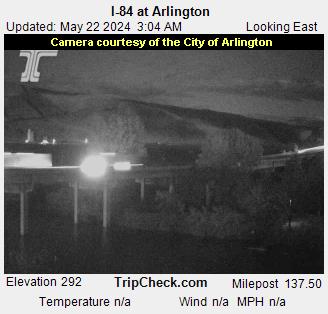 I-84 at Arlington
Updated: May 22 2024 3:04 AM Looking East
Camera courtesy of the City of Arlington
Elevation 292 TripCheck.com Milepost 137.50
Temperature n/a Wind n/a MPH n/a